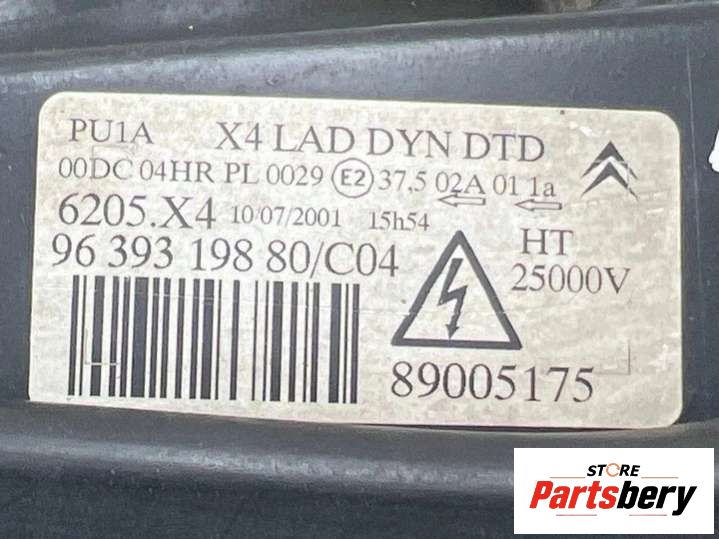 PU1A X4 LAD DYN DTD
00DC 04HR PL 0029 E2 37,5 02A 01 1a
6205.X4 10/07/2001 15h54
96 393 198 80/C04
HT
25000V
89005175
STORE
Partsbery